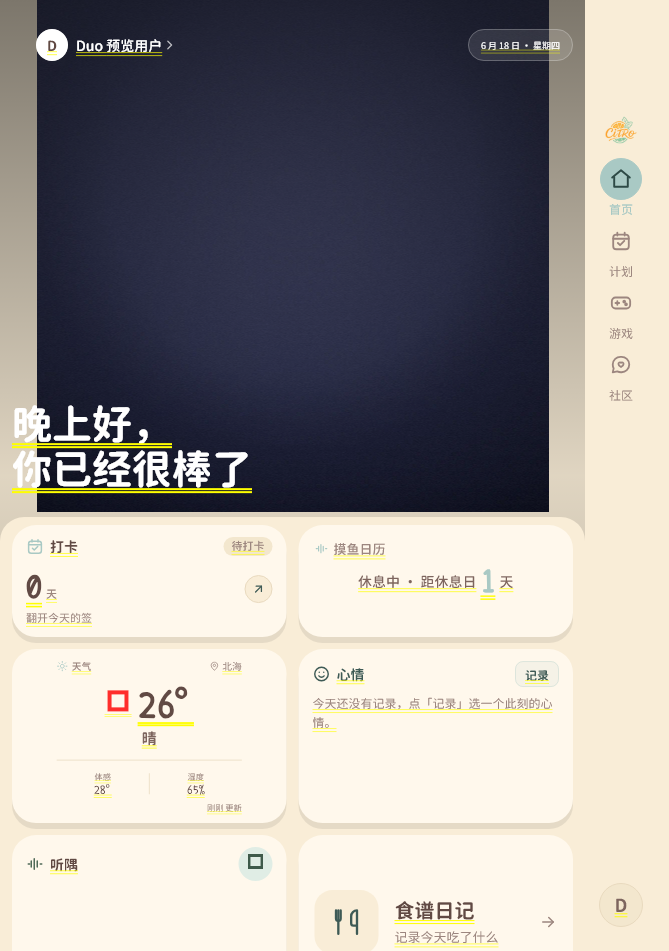 D
Duo 预览用户
6 月 18 日 · 星期四
Citko
首页
计划
游戏
社区
晚上好，
你已经很棒了
打卡
待打卡
0 天
翻开今天的签
摸鱼日历
休息中 · 距休息日 1 天
天气
北海
26°
晴
体感
28°
湿度
65%
刚刚 更新
心情
记录
今天还没有记录，点「记录」选一个此刻的心
情。
听隅
食谱日记
记录今天吃了什么
D